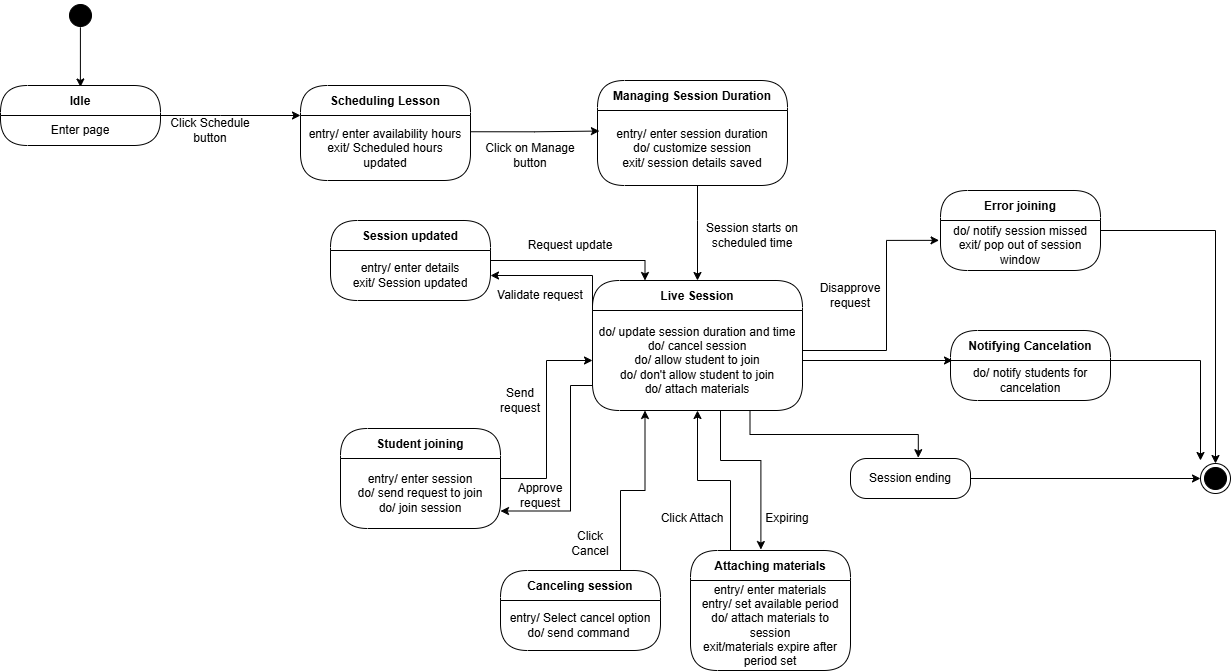 Idle
Enter page
Click Schedule
button
Scheduling Lesson
entry/ enter availability hours
exit/ Scheduled hours
updated
Click on Manage
button
Managing Session Duration
entry/ enter session duration
do/ customize session
exit/ session details saved
Session starts on
scheduled time
Session updated
entry/ enter details
exit/ Session updated
Request update
Validate request
Live Session
do/ update session duration and time
do/ cancel session
do/ allow student to join
do/ don't allow student to join
do/ attach materials
Disapprove
request
Error joining
do/ notify session missed
exit/ pop out of session
window
Notifying Cancelation
do/ notify students for
cancelation
Send
request
Student joining
entry/ enter session
do/ send request to join
do/ join session
Approve
request
Session ending
Click
Cancel
Canceling session
entry/ Select cancel option
do/ send command
Click Attach
Expiring
Attaching materials
entry/ enter materials
entry/ set available period
do/ attach materials to
session
exit/materials expire after
period set